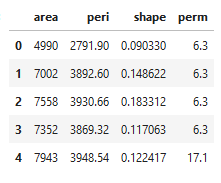 area peri shape perm
0 4990 2791.90 0.090330 6.3
1 7002 3892.60 0.148622 6.3
2 7558 3930.66 0.183312 6.3
3 7352 3869.32 0.117063 6.3
4 7943 3948.54 0.122417 17.1